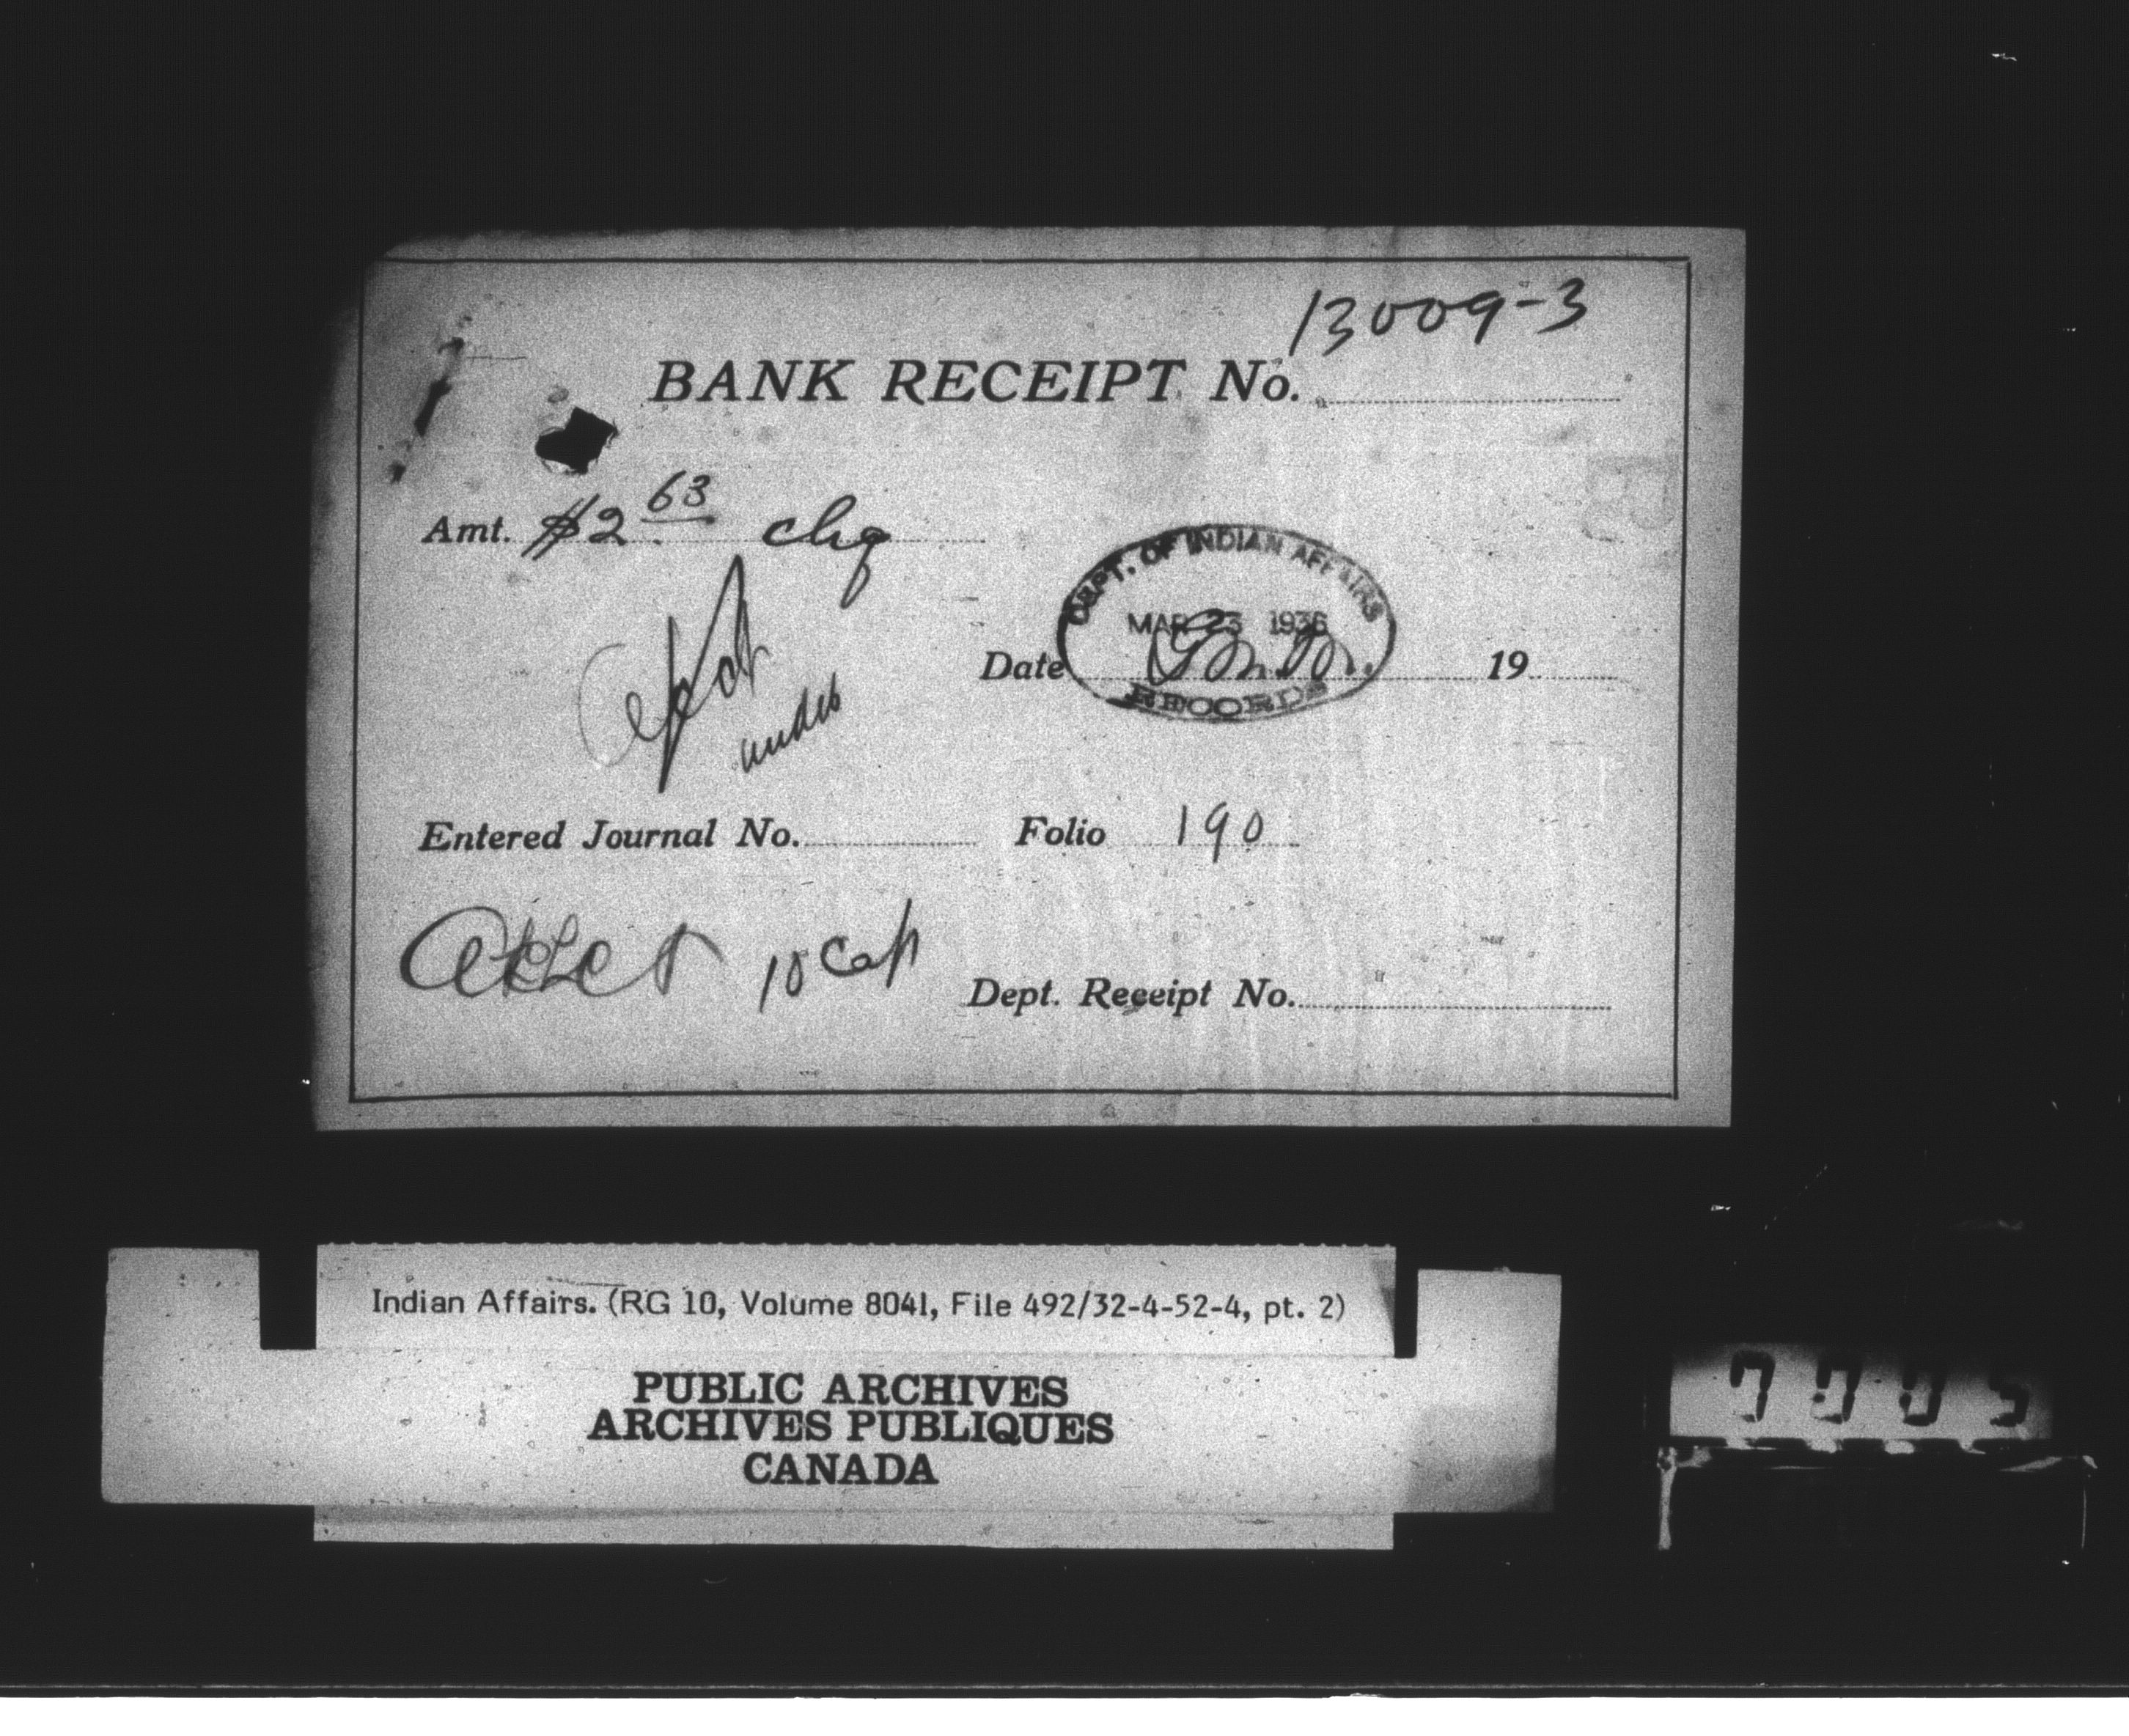 13009-3
BANK RECEIPT No.
Amt. $2.63 chq
DEPT. OF INDIAN AFFAIRS
MAR 23 1936
Date 19
RECORDS
Entered Journal No. Folio 190
10 Cap
Dept. Receipt No.
Indian Affairs. (RG 10, Volume 8041, File 492/32-4-52-4, pt. 2)
PUBLIC ARCHIVES
ARCHIVES PUBLIQUES
CANADA